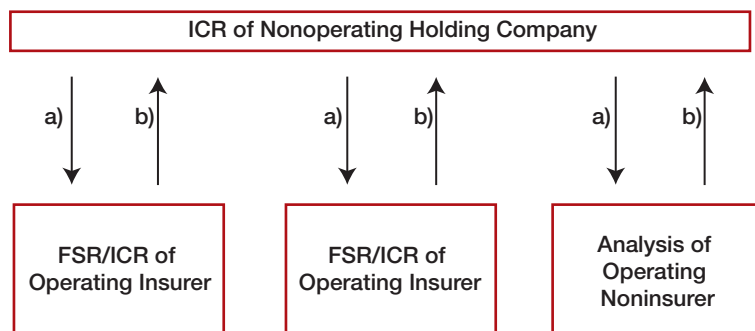 ICR of Nonoperating Holding Company
a)
b)
a)
b)
a)
b)
FSR/ICR of
Operating Insurer
FSR/ICR of
Operating Insurer
Analysis of
Operating
Noninsurer